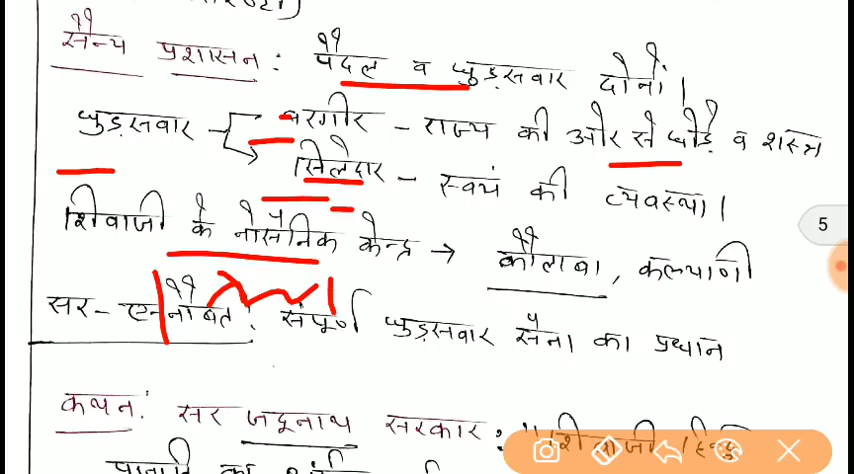 सैन्य प्रशासन: पैदल व घुड़सवार दोनों।
घुड़सवार - बरगीर - राज्य की ओर से घोड़े व शस्त्र
सिलेदार - स्वयं की व्यवस्था।
शिवाजी के नौसैनिक केन्द्र → कोलाबा, कल्याणी
5
सर-ए-नौबत: संपूर्ण घुड़सवार सेना का प्रधान
कथन: सर जदूनाथ सरकार: "शिवाजी